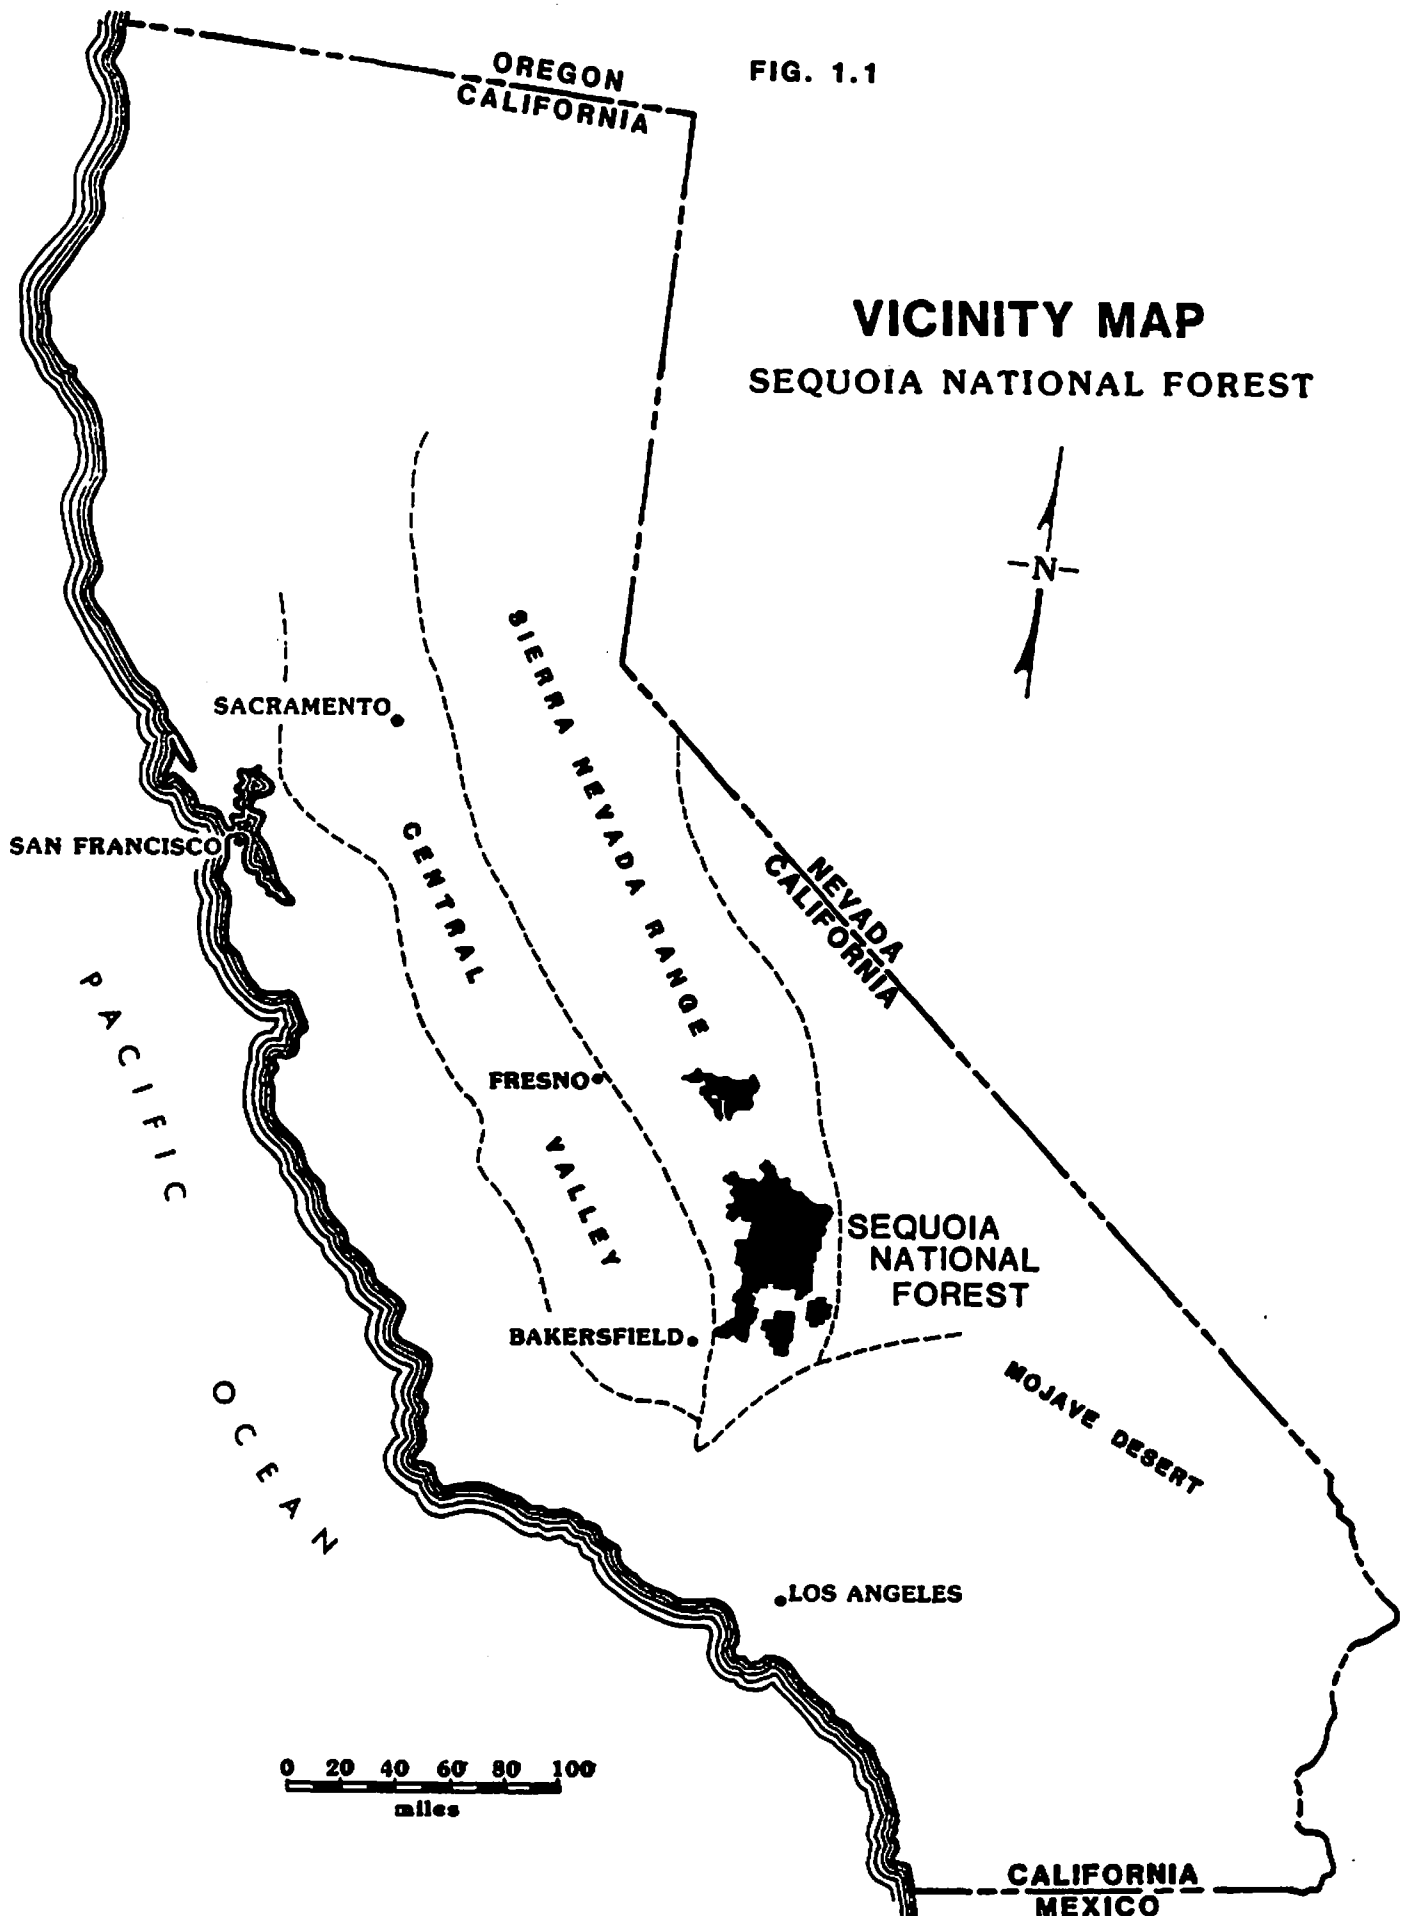 FIG. 1.1
OREGON
CALIFORNIA
VICINITY MAP
SEQUOIA NATIONAL FOREST
N
SIERRA NEVADA RANGE
SACRAMENTO
SAN FRANCISCO
CENTRAL
VALLEY
NEVADA
CALIFORNIA
PACIFIC
OCEAN
FRESNO
SEQUOIA
NATIONAL
FOREST
BAKERSFIELD
MOJAVE DESERT
LOS ANGELES
0 20 40 60 80 100
miles
CALIFORNIA
MEXICO